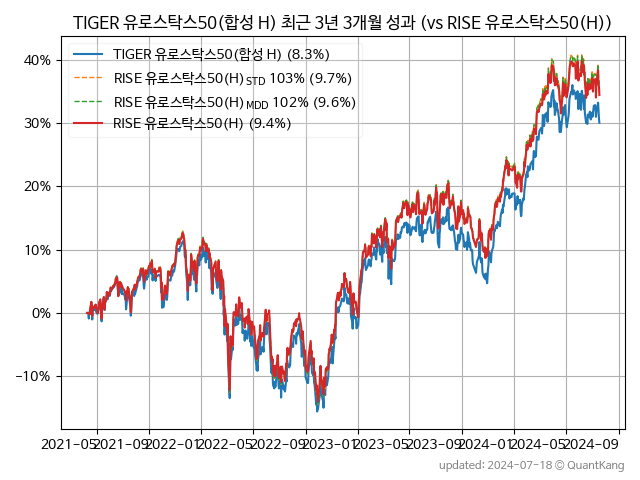 TIGER 유로스탁스50(합성 H) 최근 3년 3개월 성과 (vs RISE 유로스탁스50(H))
TIGER 유로스탁스50(합성 H) (8.3%)
RISE 유로스탁스50(H) STD 103% (9.7%)
RISE 유로스탁스50(H) MDD 102% (9.6%)
RISE 유로스탁스50(H) (9.4%)
40%
30%
20%
10%
0%
−10%
2021-05 2021-09 2022-01 2022-05 2022-09 2023-01 2023-05 2023-09 2024-01 2024-05 2024-09
updated: 2024-07-18 © QuantKang